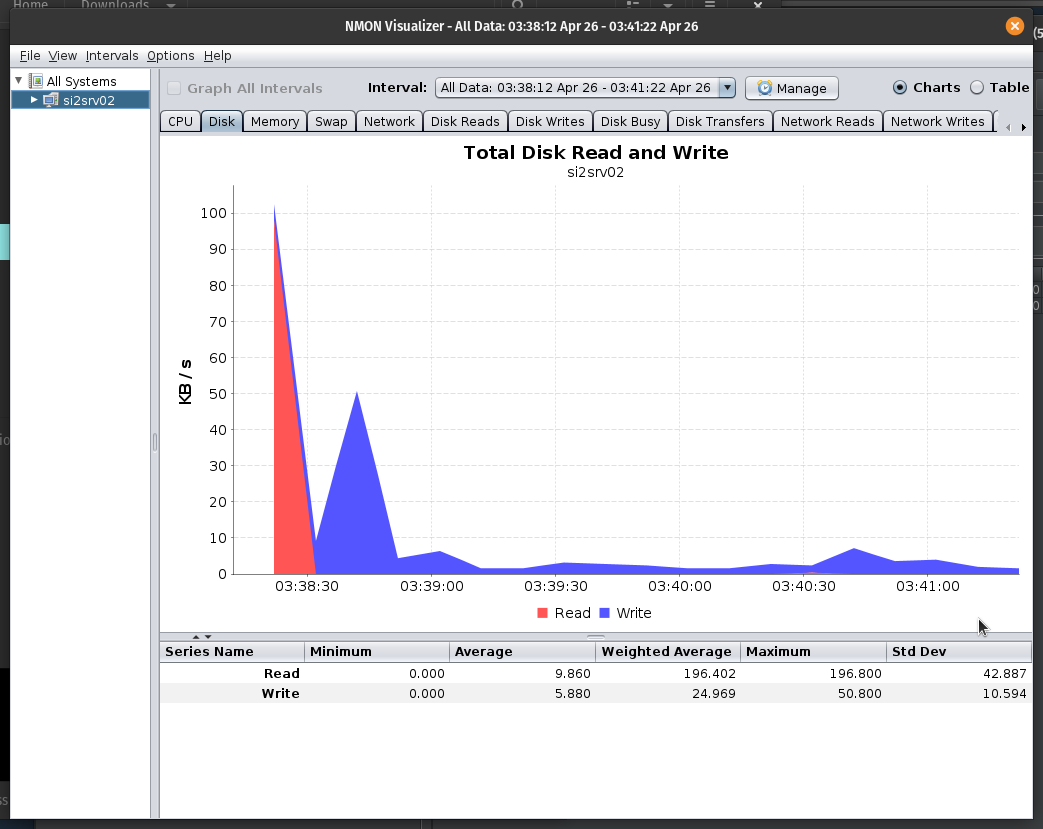 Home Downloads
NMON Visualizer - All Data: 03:38:12 Apr 26 - 03:41:22 Apr 26
File View Intervals Options Help
All Systems
si2srv02
Graph All Intervals Interval: All Data: 03:38:12 Apr 26 - 03:41:22 Apr 26 Manage Charts Table
CPU Disk Memory Swap Network Disk Reads Disk Writes Disk Busy Disk Transfers Network Reads Network Writes
Total Disk Read and Write
si2srv02
100
90
80
70
60
50
40
30
20
10
0
KB / s
03:38:30 03:39:00 03:39:30 03:40:00 03:40:30 03:41:00
Read Write
Series Name Minimum Average Weighted Average Maximum Std Dev
Read 0.000 9.860 196.402 196.800 42.887
Write 0.000 5.880 24.969 50.800 10.594